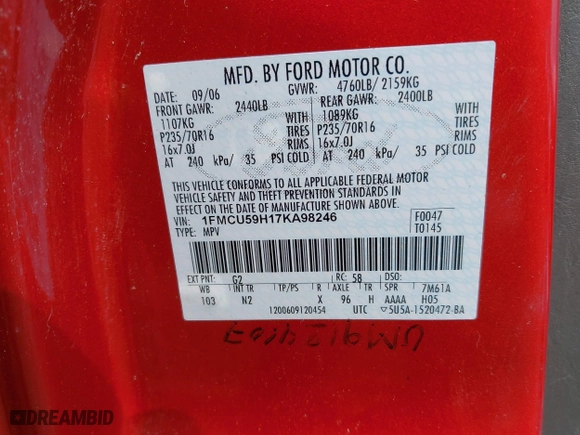 MFD. BY FORD MOTOR CO.
DATE: 09/06 GVWR: 4760LB/ 2159KG
FRONT GAWR: 2440LB REAR GAWR: 2400LB
1107KG WITH 1089KG WITH
P235/70R16 TIRES P235/70R16 TIRES
16x7.0J RIMS 16x7.0J RIMS
AT 240 kPa/ 35 PSI COLD AT 240 kPa/ 35 PSI COLD
THIS VEHICLE CONFORMS TO ALL APPLICABLE FEDERAL MOTOR
VEHICLE SAFETY AND THEFT PREVENTION STANDARDS IN
EFFECT ON THE DATE OF MANUFACTURE SHOWN ABOVE.
VIN: 1FMCU59H17KA98246 F0047
TYPE: MPV T0145
EXT PNT: G2 RC: 58 DSO:
WB INT TR TP/PS R AXLE TR SPR 7M61A
103 N2 X 96 H AAAA H05
1200609120454 UTC ▽5U5A-1520472-BA
DREAMBID